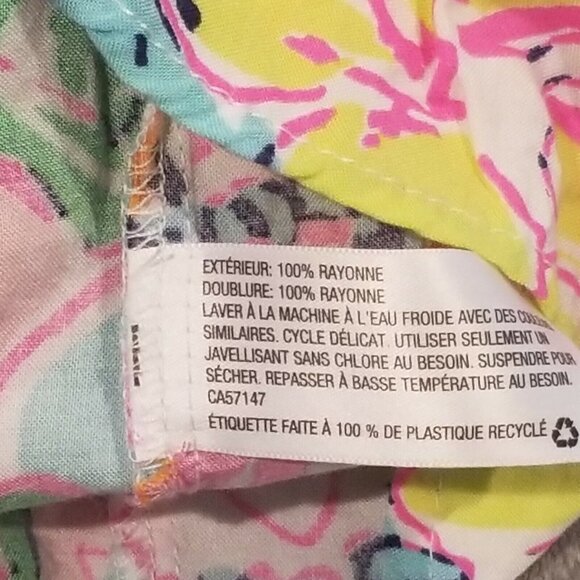 EXTÉRIEUR: 100% RAYONNE
DOUBLURE: 100% RAYONNE
LAVER À LA MACHINE À L'EAU FROIDE AVEC DES
SIMILAIRES. CYCLE DÉLICAT. UTILISER SEULEMENT UN
JAVELLISANT SANS CHLORE AU BESOIN. SUSPENDRE POUR
SÉCHER. REPASSER À BASSE TEMPÉRATURE AU BESOIN.
CA57147
ÉTIQUETTE FAITE À 100 % DE PLASTIQUE RECYCLÉ